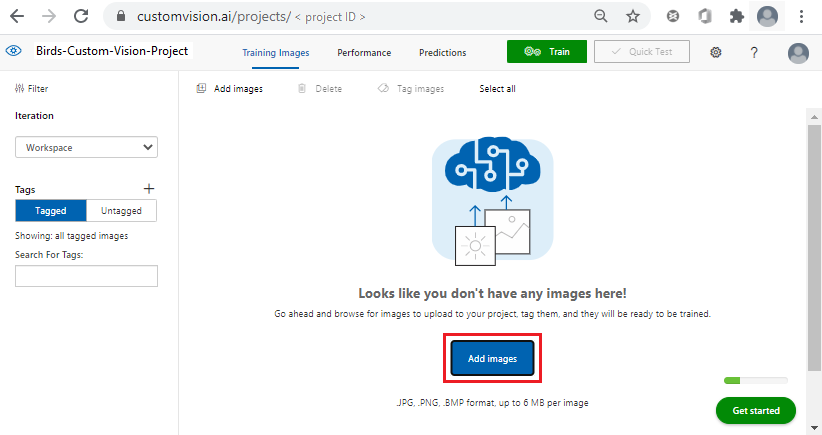 customvision.ai/projects/ < project ID >
Birds-Custom-Vision-Project
Training Images
Performance
Predictions
Train
Quick Test
?
Filter
Add images
Delete
Tag images
Select all
Iteration
Workspace
Tags
Tagged
Untagged
Showing: all tagged images
Search For Tags:
Looks like you don't have any images here!
Go ahead and browse for images to upload to your project, tag them, and they will be ready to be trained.
Add images
.JPG, .PNG, .BMP format, up to 6 MB per image
Get started